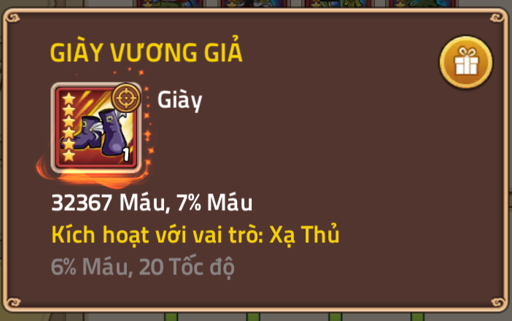 GIÀY VƯƠNG GIẢ
Giày
1
32367 Máu, 7% Máu
Kích hoạt với vai trò: Xạ Thủ
6% Máu, 20 Tốc độ